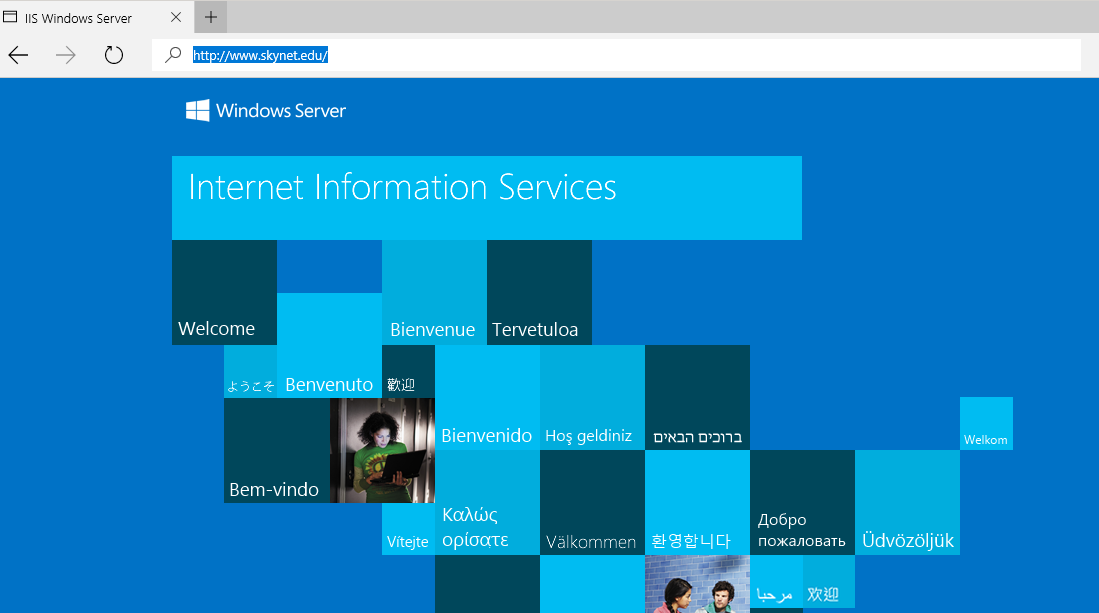 IIS Windows Server
http://www.skynet.edu/
Windows Server
Internet Information Services
Welcome
Bienvenue
Tervetuloa
ようこそ
Benvenuto
歡迎
Bienvenido
Hoş geldiniz
ברוכים הבאים
Welkom
Bem-vindo
Vítejte
Καλώς
ορίσατε
Välkommen
환영합니다
Добро
пожаловать
Üdvözöljük
مرحبا
欢迎